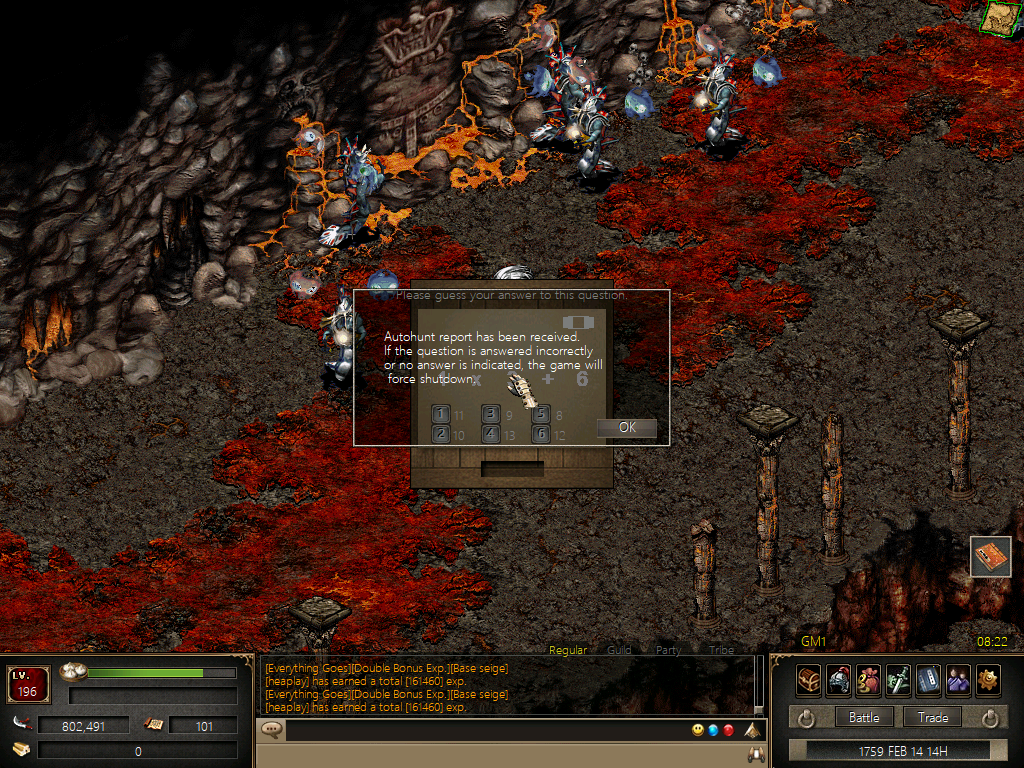 Please guess your answer to this question.
Autohunt report has been received.
If the question is answered incorrectly
or no answer is indicated, the game will
force shutdown.
x + 6
1 11 3 9 5 8
2 10 4 13 6 12
OK
Regular Guild Party Tribe
GM1 08:22
LV.
196
802,491 101
0
[Everything Goes][Double Bonus Exp.][Base seige]
[heaplay] has earned a total [161460] exp.
[Everything Goes][Double Bonus Exp.][Base seige]
[heaplay] has earned a total [161460] exp.
Battle Trade
1759 FEB 14 14H